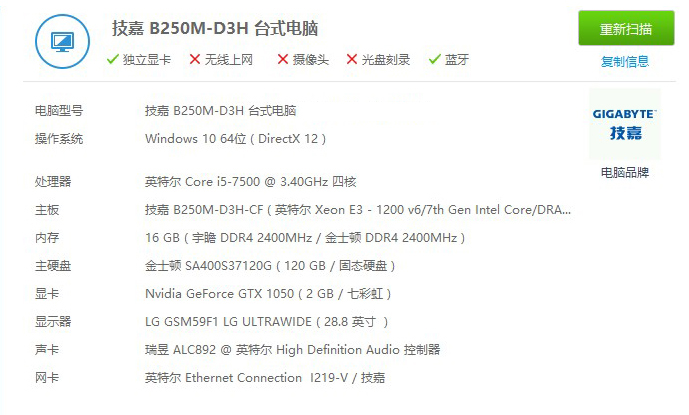 技嘉 B250M-D3H 台式电脑
独立显卡 无线上网 摄像头 光盘刻录 蓝牙
重新扫描
复制信息
电脑型号 技嘉 B250M-D3H 台式电脑
操作系统 Windows 10 64位 ( DirectX 12 )
GIGABYTE™
技嘉
电脑品牌
处理器 英特尔 Core i5-7500 @ 3.40GHz 四核
主板 技嘉 B250M-D3H-CF ( 英特尔 Xeon E3 - 1200 v6/7th Gen Intel Core/DRA...
内存 16 GB ( 宇瞻 DDR4 2400MHz / 金士顿 DDR4 2400MHz )
主硬盘 金士顿 SA400S37120G ( 120 GB / 固态硬盘 )
显卡 Nvidia GeForce GTX 1050 ( 2 GB / 七彩虹 )
显示器 LG GSM59F1 LG ULTRAWIDE ( 28.8 英寸 )
声卡 瑞昱 ALC892 @ 英特尔 High Definition Audio 控制器
网卡 英特尔 Ethernet Connection I219-V / 技嘉